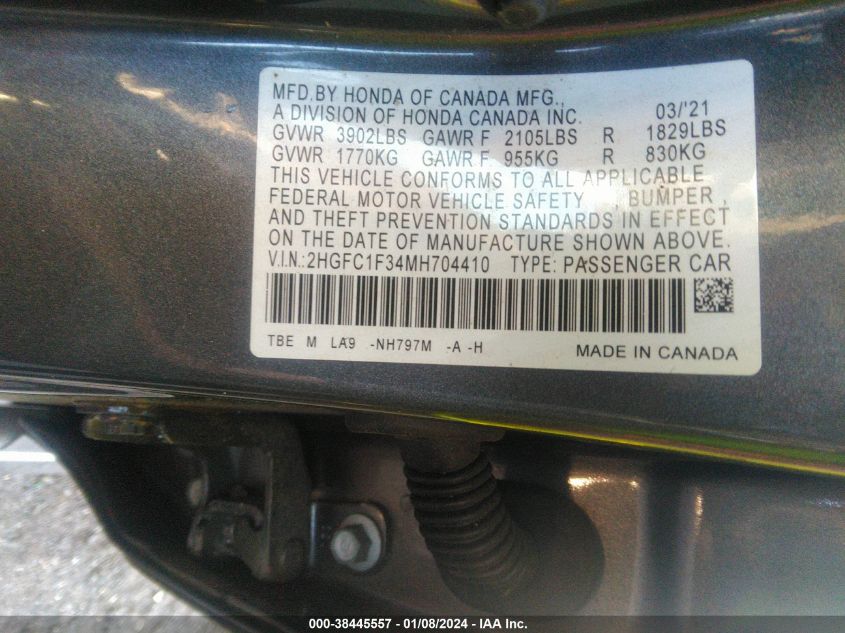 MFD.BY HONDA OF CANADA MFG.,
A DIVISION OF HONDA CANADA INC. 03/'21
GVWR 3902LBS GAWR F 2105LBS R 1829LBS
GVWR 1770KG GAWR F 955KG R 830KG
THIS VEHICLE CONFORMS TO ALL APPLICABLE
FEDERAL MOTOR VEHICLE SAFETY, BUMPER,
AND THEFT PREVENTION STANDARDS IN EFFECT
ON THE DATE OF MANUFACTURE SHOWN ABOVE.
V.I.N.:2HGFC1F34MH704410 TYPE: PASSENGER CAR
TBE M LA9 -NH797M -A -H
MADE IN CANADA
000-38445557 - 01/08/2024 - IAA Inc.